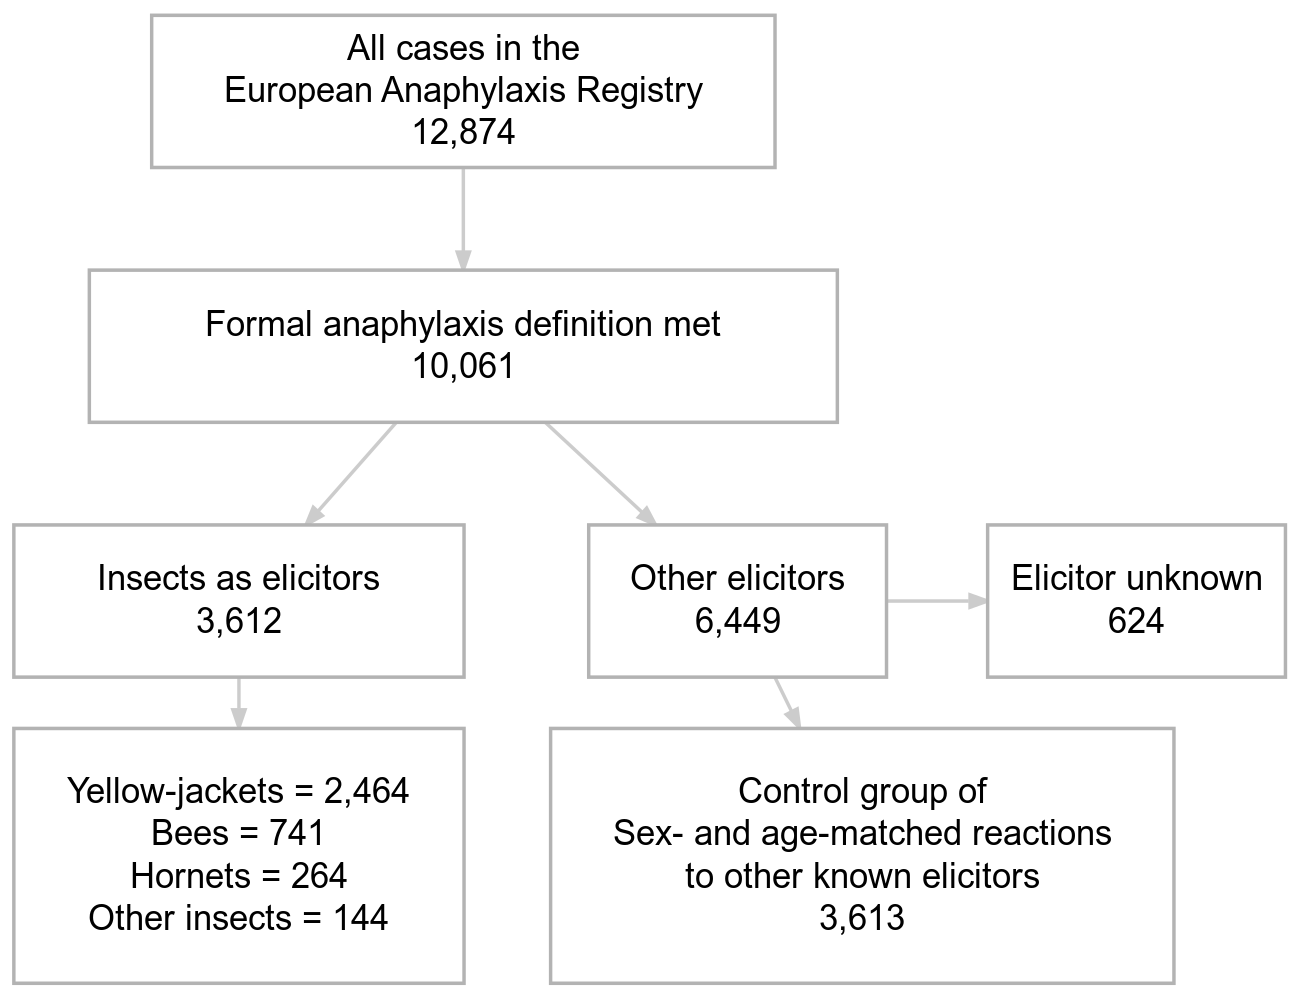 All cases in the
European Anaphylaxis Registry
12,874
Formal anaphylaxis definition met
10,061
Insects as elicitors
3,612
Other elicitors
6,449
Elicitor unknown
624
Yellow-jackets = 2,464
Bees = 741
Hornets = 264
Other insects = 144
Control group of
Sex- and age-matched reactions
to other known elicitors
3,613